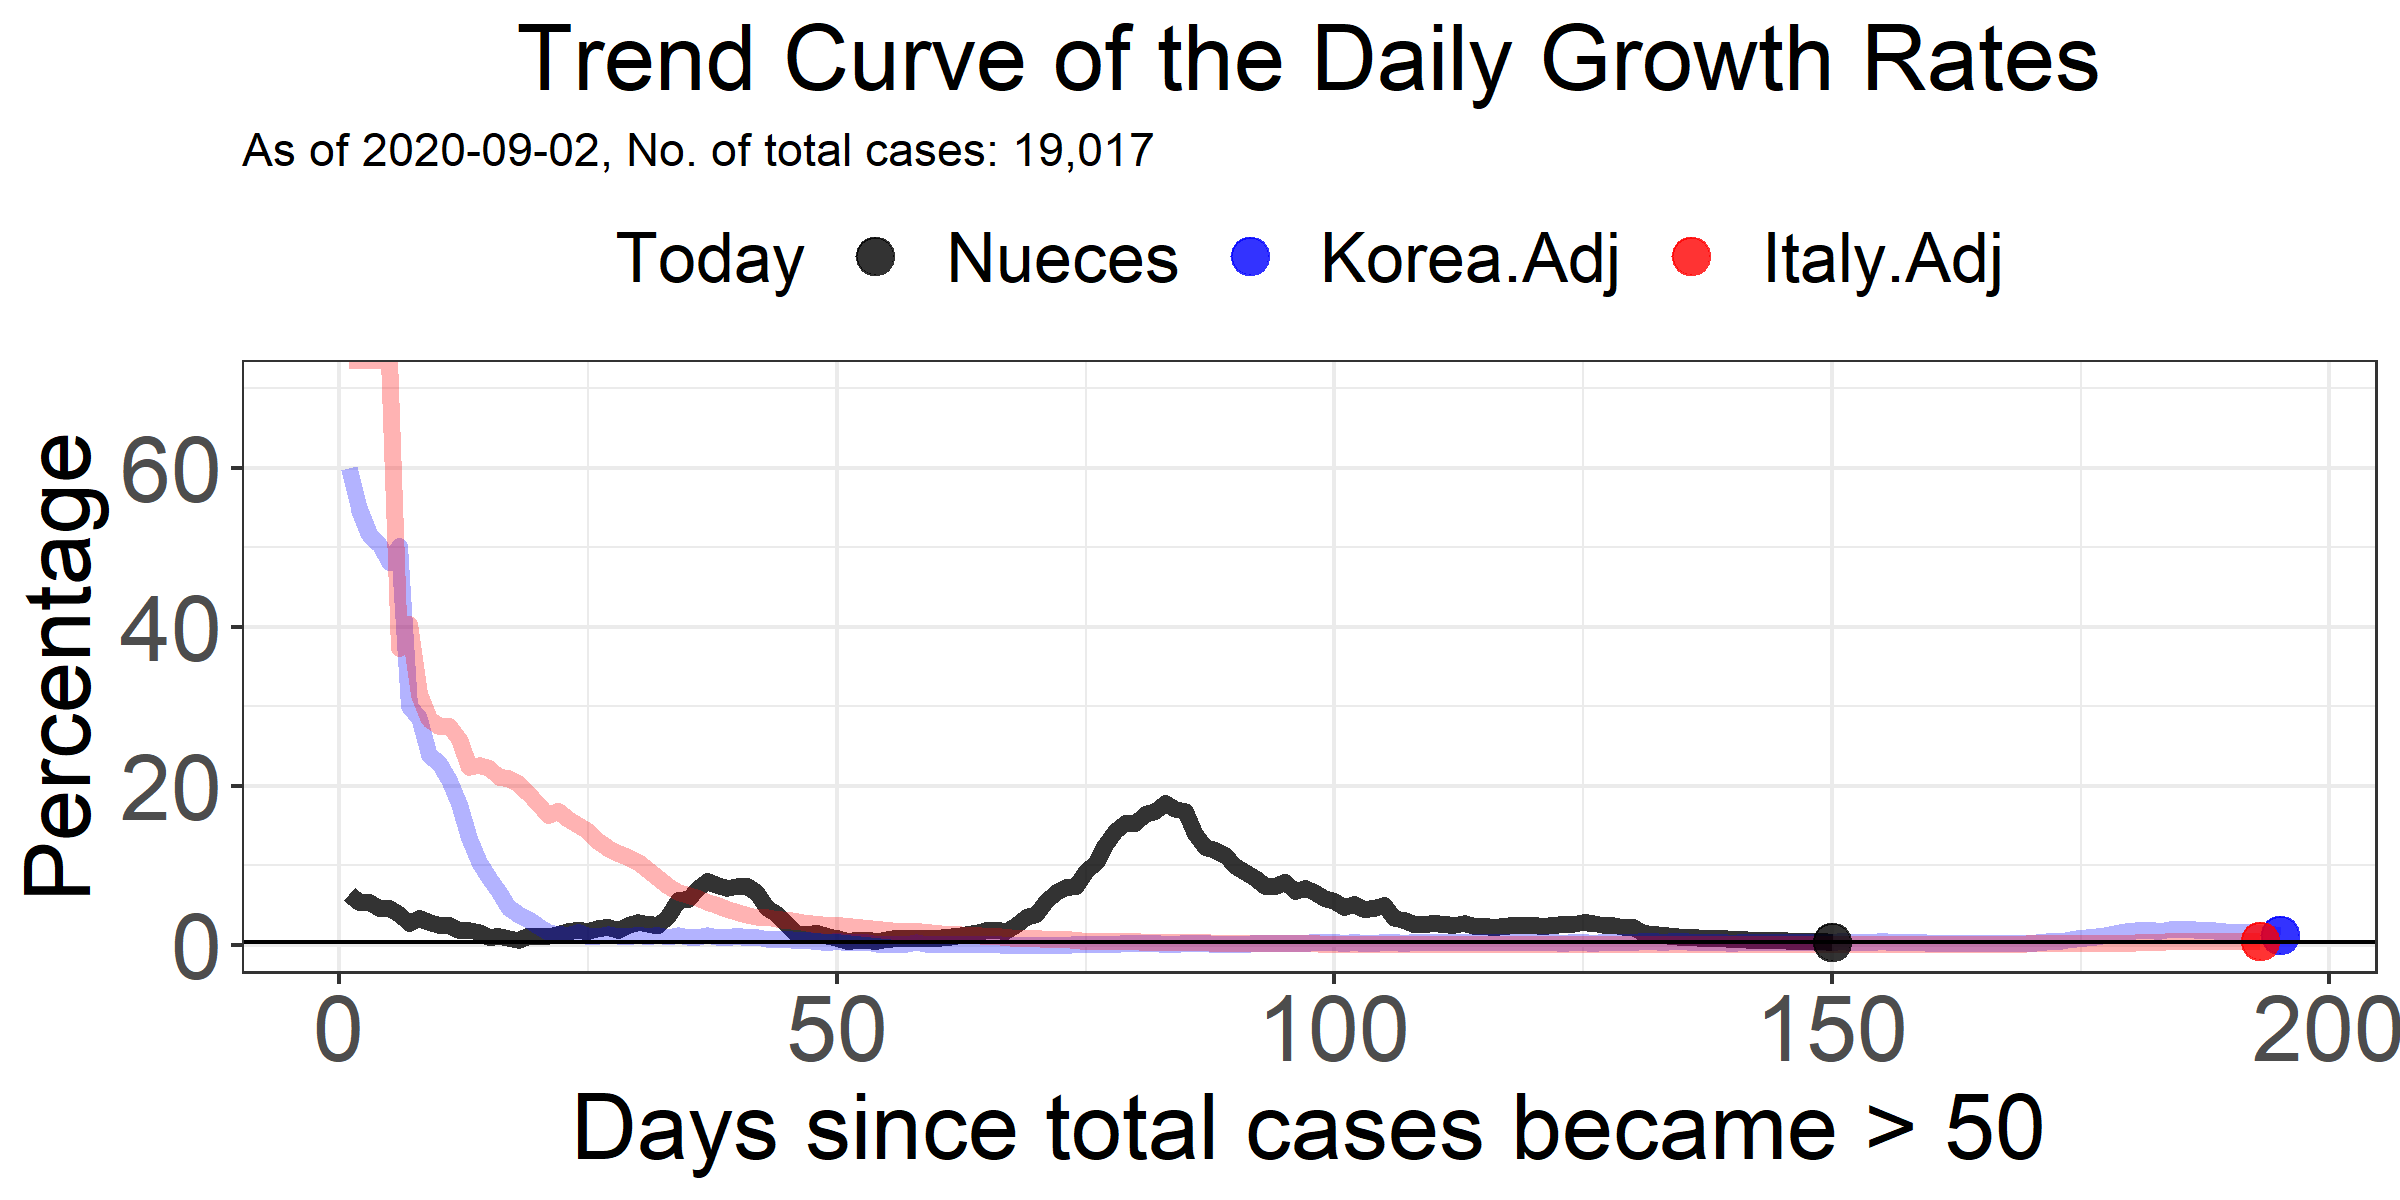 Trend Curve of the Daily Growth Rates
As of 2020-09-02, No. of total cases: 19,017
Today Nueces Korea.Adj Italy.Adj
Percentage
60
40
20
0
0 50 100 150 200
Days since total cases became > 50